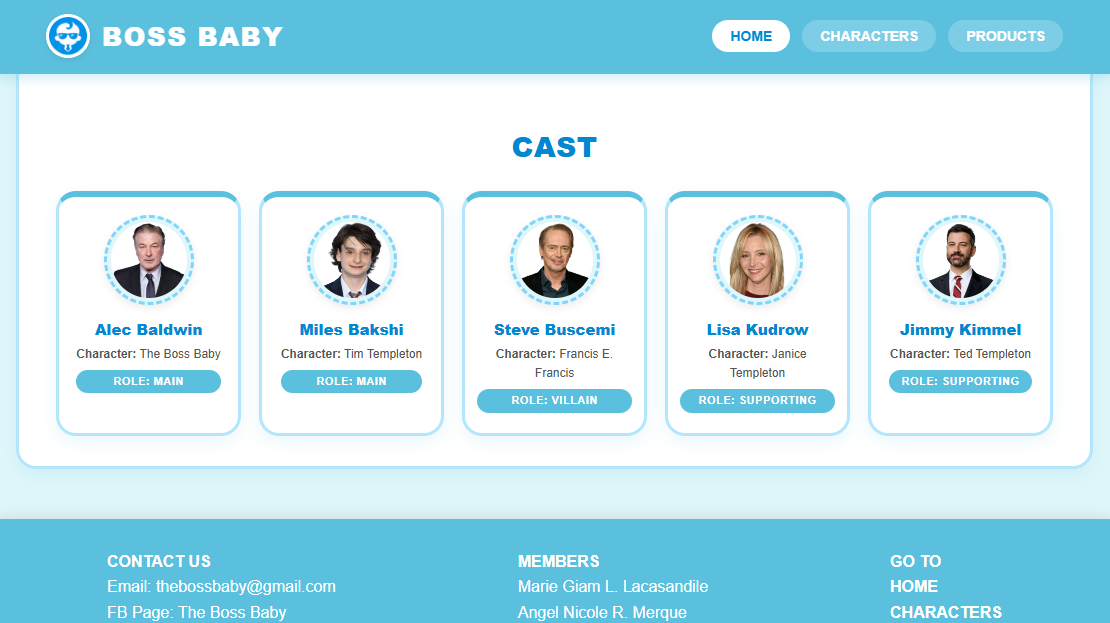 BOSS BABY
HOME
CHARACTERS
PRODUCTS
CAST
Alec Baldwin
Character: The Boss Baby
ROLE: MAIN
Miles Bakshi
Character: Tim Templeton
ROLE: MAIN
Steve Buscemi
Character: Francis E.
Francis
ROLE: VILLAIN
Lisa Kudrow
Character: Janice
Templeton
ROLE: SUPPORTING
Jimmy Kimmel
Character: Ted Templeton
ROLE: SUPPORTING
CONTACT US
Email: thebossbaby@gmail.com
FB Page: The Boss Baby
MEMBERS
Marie Giam L. Lacasandile
Angel Nicole R. Merque
GO TO
HOME
CHARACTERS